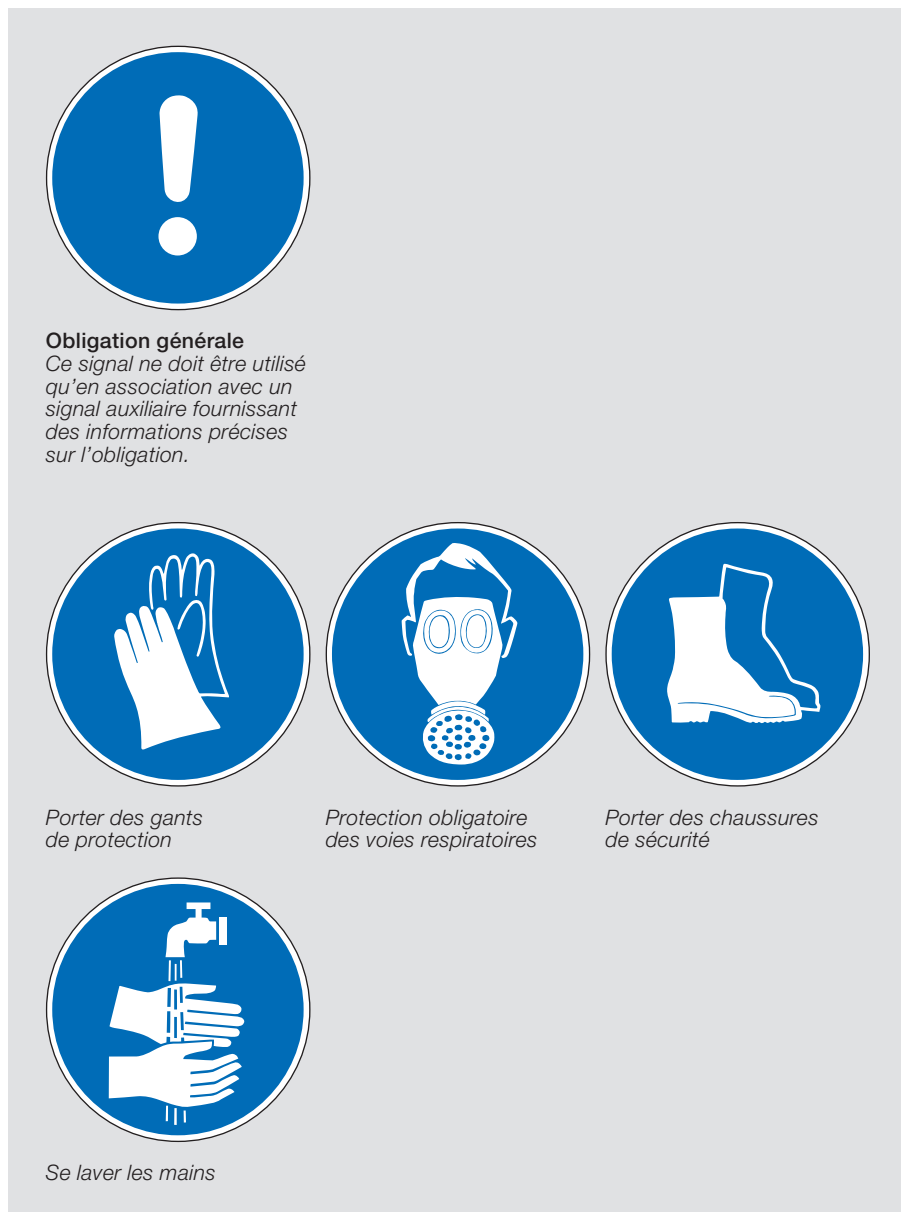 Obligation générale
Ce signal ne doit être utilisé
qu’en association avec un
signal auxiliaire fournissant
des informations précises
sur l’obligation.
Porter des gants
de protection
Protection obligatoire
des voies respiratoires
Porter des chaussures
de sécurité
Se laver les mains